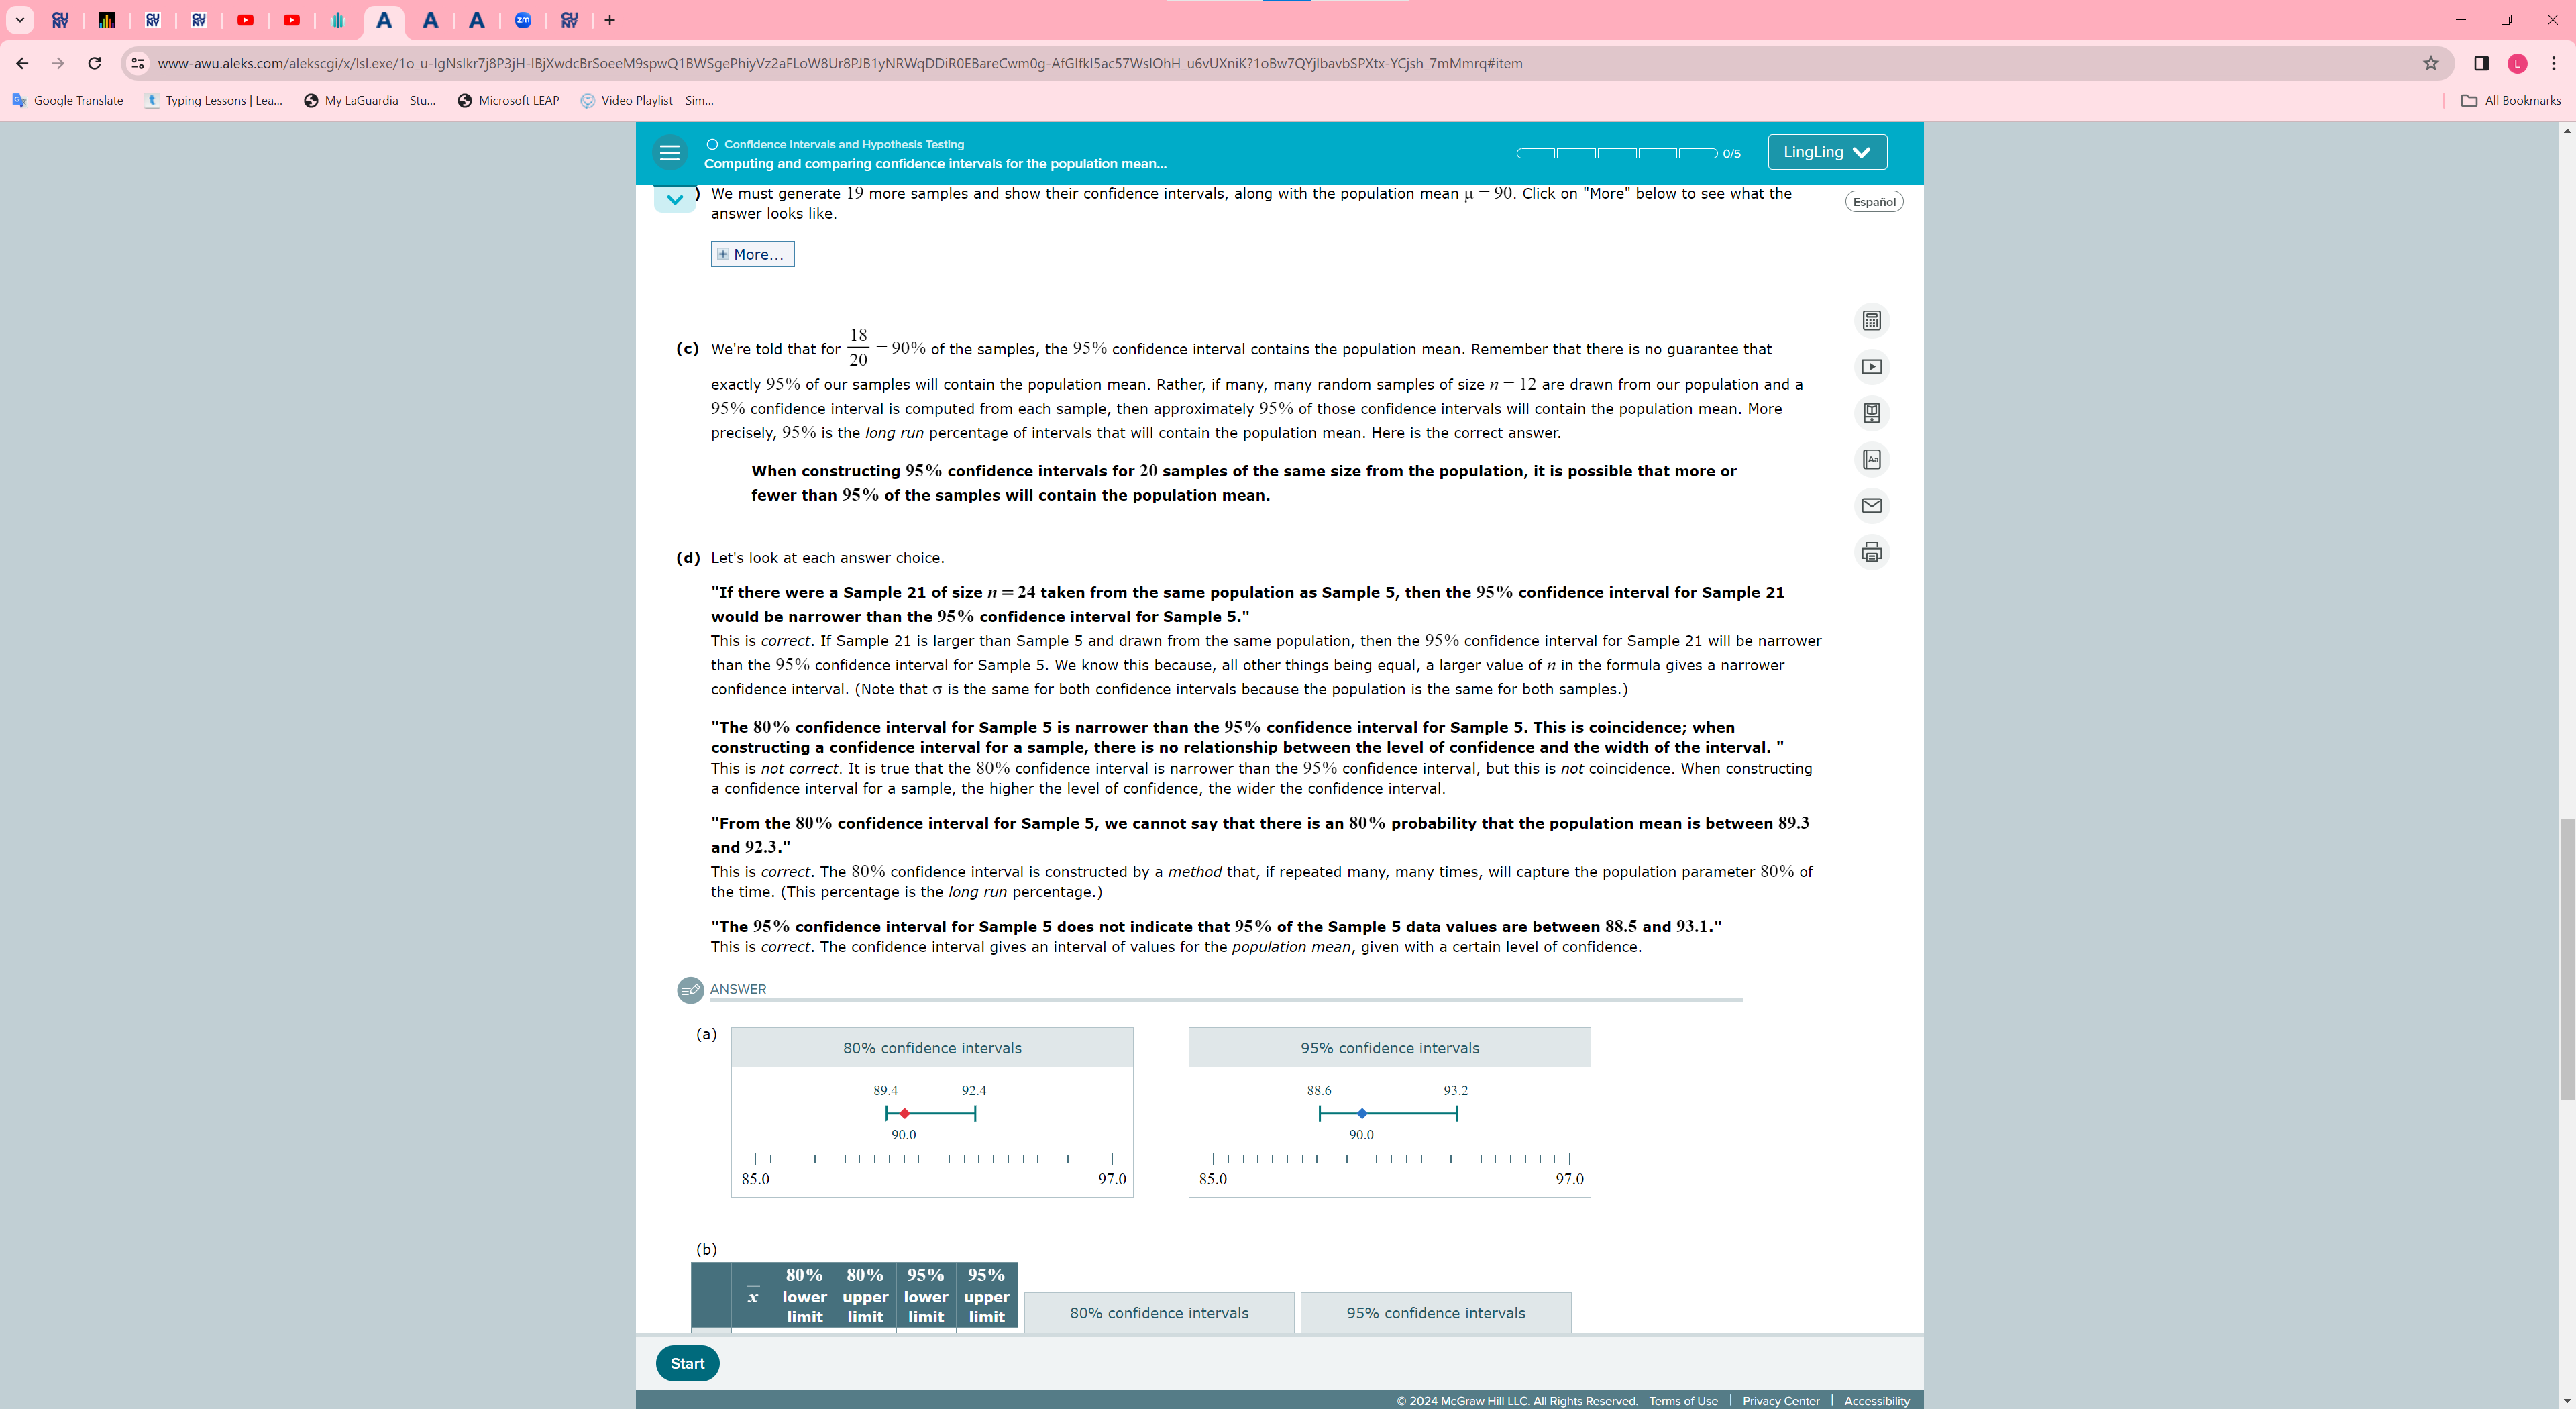 www-awu.aleks.com/alekscgi/x/Isl.exe/1o_u-IgNsIkr7j8P3jH-lBjXwdcBrSoeeM9spwQ1BWSgePhiyVz2aFLoW8Ur8PJB1yNRWqDDiR0EBareCwm0g-AfGIfkI5ac57WslOhH_u6vUXniK?1oBw7QYjlbavbSPXtx-YCjsh_7mMmrq#item
Google Translate
Typing Lessons | Lea...
My LaGuardia - Stu...
Microsoft LEAP
Video Playlist – Sim...
All Bookmarks
Confidence Intervals and Hypothesis Testing
Computing and comparing confidence intervals for the population mean...
0/5
LingLing
Español
) We must generate 19 more samples and show their confidence intervals, along with the population mean μ = 90. Click on "More" below to see what the
answer looks like.
More...
(c) We're told that for 18/20 = 90% of the samples, the 95% confidence interval contains the population mean. Remember that there is no guarantee that
exactly 95% of our samples will contain the population mean. Rather, if many, many random samples of size n = 12 are drawn from our population and a
95% confidence interval is computed from each sample, then approximately 95% of those confidence intervals will contain the population mean. More
precisely, 95% is the long run percentage of intervals that will contain the population mean. Here is the correct answer.
When constructing 95% confidence intervals for 20 samples of the same size from the population, it is possible that more or
fewer than 95% of the samples will contain the population mean.
(d) Let's look at each answer choice.
"If there were a Sample 21 of size n = 24 taken from the same population as Sample 5, then the 95% confidence interval for Sample 21
would be narrower than the 95% confidence interval for Sample 5."
This is correct. If Sample 21 is larger than Sample 5 and drawn from the same population, then the 95% confidence interval for Sample 21 will be narrower
than the 95% confidence interval for Sample 5. We know this because, all other things being equal, a larger value of n in the formula gives a narrower
confidence interval. (Note that σ is the same for both confidence intervals because the population is the same for both samples.)
"The 80% confidence interval for Sample 5 is narrower than the 95% confidence interval for Sample 5. This is coincidence; when
constructing a confidence interval for a sample, there is no relationship between the level of confidence and the width of the interval. "
This is not correct. It is true that the 80% confidence interval is narrower than the 95% confidence interval, but this is not coincidence. When constructing
a confidence interval for a sample, the higher the level of confidence, the wider the confidence interval.
"From the 80% confidence interval for Sample 5, we cannot say that there is an 80% probability that the population mean is between 89.3
and 92.3."
This is correct. The 80% confidence interval is constructed by a method that, if repeated many, many times, will capture the population parameter 80% of
the time. (This percentage is the long run percentage.)
"The 95% confidence interval for Sample 5 does not indicate that 95% of the Sample 5 data values are between 88.5 and 93.1."
This is correct. The confidence interval gives an interval of values for the population mean, given with a certain level of confidence.
ANSWER
(a)
80% confidence intervals
89.4 92.4
90.0
85.0 97.0
95% confidence intervals
88.6 93.2
90.0
85.0 97.0
(b)
x̄
80% lower limit
80% upper limit
95% lower limit
95% upper limit
80% confidence intervals
95% confidence intervals
Start
© 2024 McGraw Hill LLC. All Rights Reserved. Terms of Use | Privacy Center | Accessibility